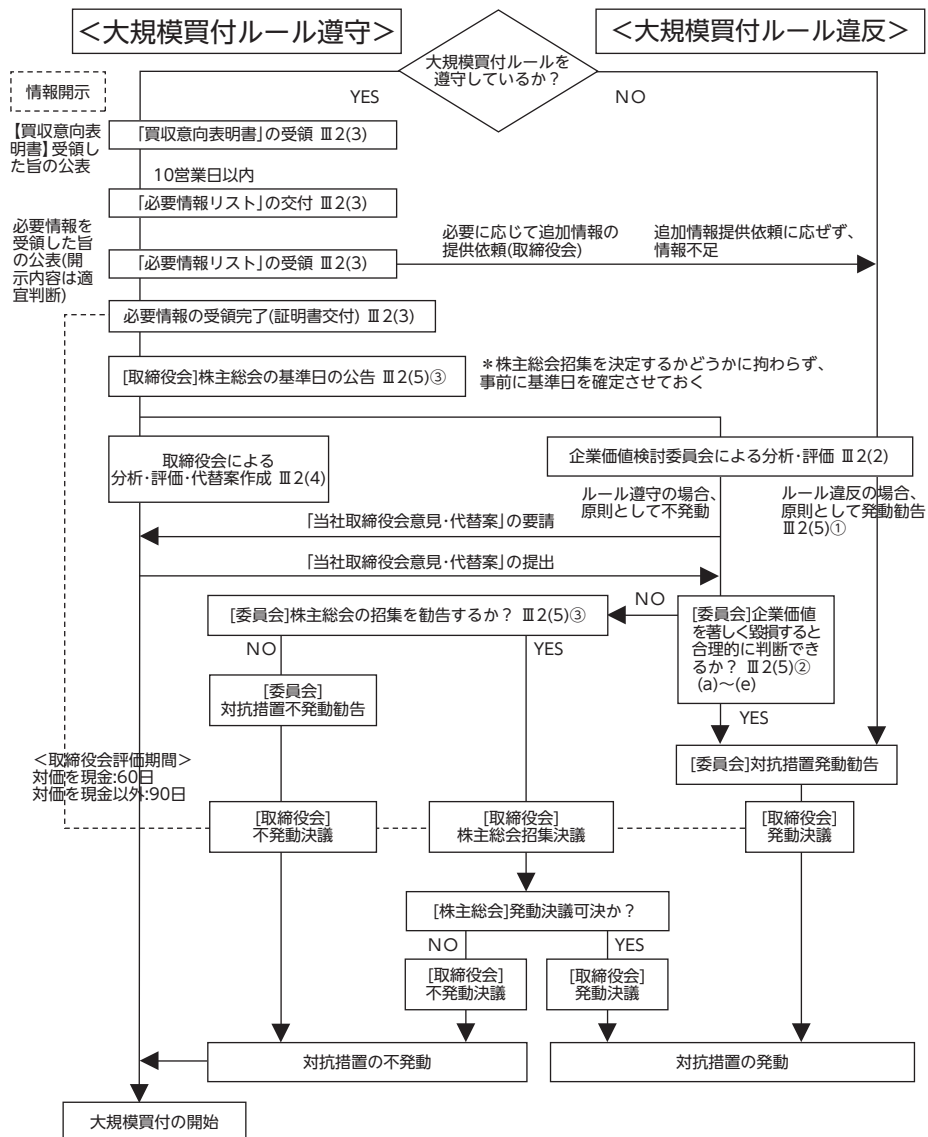 ＜大規模買付ルール遵守＞
大規模買付ルールを
遵守しているか？
＜大規模買付ルール違反＞
情報開示
YES
NO
【買収意向表
明書】受領し
た旨の公表
「買収意向表明書」の受領 Ⅲ2(3)
10営業日以内
「必要情報リスト」の交付 Ⅲ2(3)
必要情報を
受領した旨
の公表(開
示内容は適
宜判断)
「必要情報リスト」の受領 Ⅲ2(3)
必要に応じて追加情報の
提供依頼(取締役会)
追加情報提供依頼に応ぜず、
情報不足
必要情報の受領完了(証明書交付) Ⅲ2(3)
[取締役会]株主総会の基準日の公告 Ⅲ2(5)③
＊株主総会招集を決定するかどうかに拘わらず、
事前に基準日を確定させておく
取締役会による
分析･評価･代替案作成 Ⅲ2(4)
企業価値検討委員会による分析･評価 Ⅲ2(2)
ルール遵守の場合、
原則として不発動
ルール違反の場合、
原則として発動勧告
Ⅲ2(5)①
「当社取締役会意見･代替案」の要請
「当社取締役会意見･代替案」の提出
[委員会]株主総会の招集を勧告するか？ Ⅲ2(5)③
NO
[委員会]企業価値
を著しく毀損すると
合理的に判断でき
るか？ Ⅲ2(5)②
(a)～(e)
NO
YES
[委員会]
対抗措置不発動勧告
YES
[委員会]対抗措置発動勧告
＜取締役会評価期間＞
対価を現金:60日
対価を現金以外:90日
[取締役会]
不発動決議
[取締役会]
株主総会招集決議
[取締役会]
発動決議
[株主総会]発動決議可決か？
NO
YES
[取締役会]
不発動決議
[取締役会]
発動決議
対抗措置の不発動
対抗措置の発動
大規模買付の開始